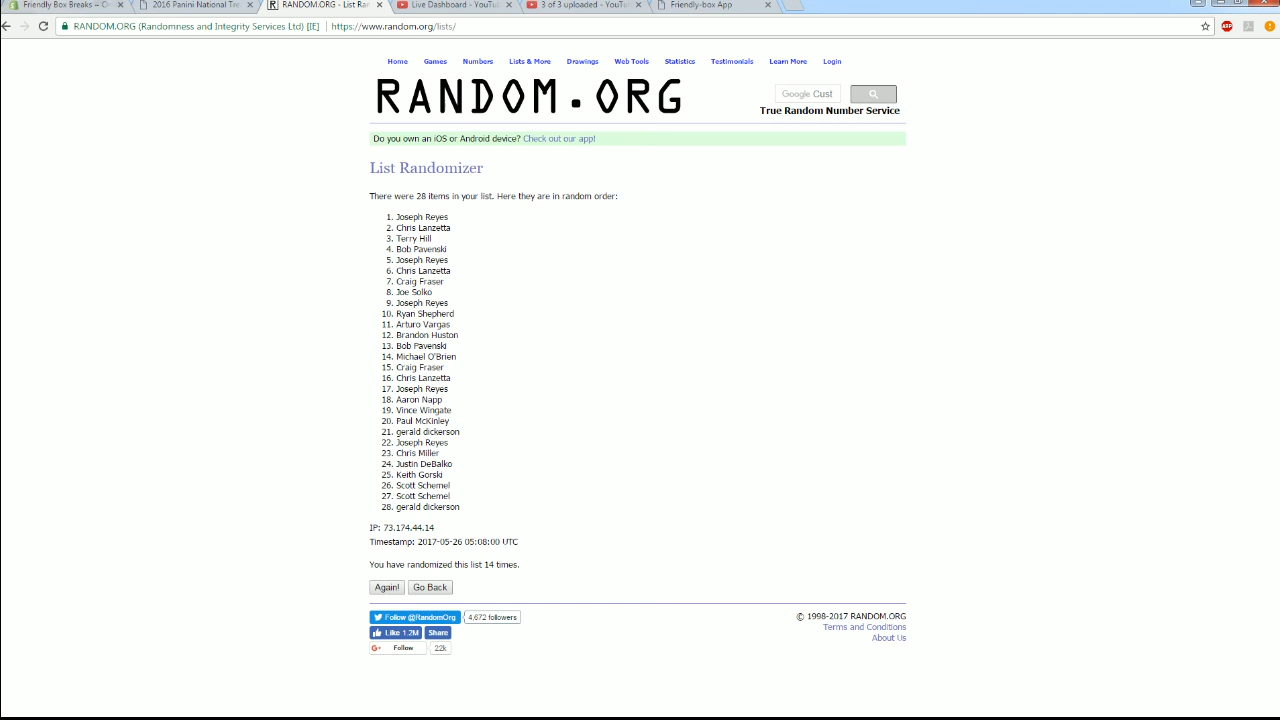 Friendly Box Breaks – O
2016 Panini National Tre
RANDOM.ORG - List Ran
Live Dashboard - YouTu
3 of 3 uploaded - YouTu
Friendly-box App
RANDOM.ORG (Randomness and Integrity Services Ltd) [IE]
https://www.random.org/lists/
ABP
Home Games Numbers Lists & More Drawings Web Tools Statistics Testimonials Learn More Login
RANDOM.ORG
Google Cust
True Random Number Service
Do you own an iOS or Android device? Check out our app!
List Randomizer
There were 28 items in your list. Here they are in random order:
1. Joseph Reyes
2. Chris Lanzetta
3. Terry Hill
4. Bob Pavenski
5. Joseph Reyes
6. Chris Lanzetta
7. Craig Fraser
8. Joe Solko
9. Joseph Reyes
10. Ryan Shepherd
11. Arturo Vargas
12. Brandon Huston
13. Bob Pavenski
14. Michael O'Brien
15. Craig Fraser
16. Chris Lanzetta
17. Joseph Reyes
18. Aaron Napp
19. Vince Wingate
20. Paul McKinley
21. gerald dickerson
22. Joseph Reyes
23. Chris Miller
24. Justin DeBalko
25. Keith Gorski
26. Scott Schemel
27. Scott Schemel
28. gerald dickerson
IP: 73.174.44.14
Timestamp: 2017-05-26 05:08:00 UTC
You have randomized this list 14 times.
Again! Go Back
Follow @RandomOrg 4,672 followers
Like 1.2M Share
G+ Follow 22k
© 1998-2017 RANDOM.ORG
Terms and Conditions
About Us